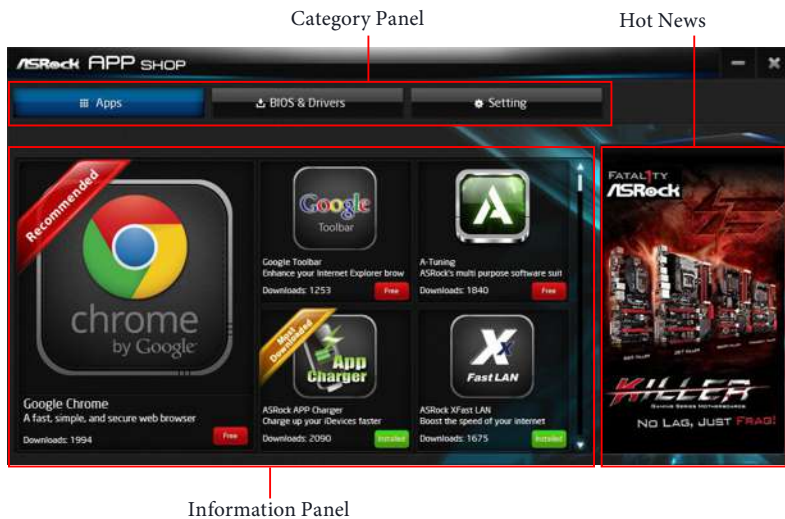 Category Panel
Hot News
ASRock APP SHOP
Apps
BIOS & Drivers
Setting
Recommended
chrome
by Google
Google Chrome
A fast, simple, and secure web browser
Downloads: 1994
Free
Google
Toolbar
Google Toolbar
Enhance your Internet Explorer brow
Downloads: 1253
Free
A-Tuning
ASRock's multi purpose software suit
Downloads: 1840
Free
Most Downloaded
App
Charger
ASRock APP Charger
Charge up your iDevices faster
Downloads: 2090
Installed
X
FastLAN
ASRock XFast LAN
Boost the speed of your internet
Downloads: 1675
Installed
FATAL1TY
ASRock
KILLER
GAMING SERIES MOTHERBOARDS
NO LAG, JUST FRAG!
Information Panel